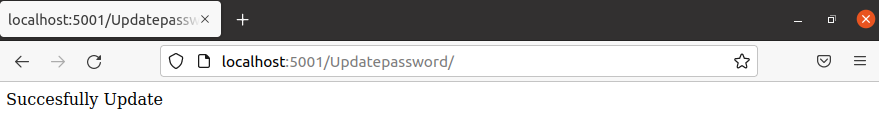 localhost:5001/Updatepassw
localhost:5001/Updatepassword/
Succesfully Update